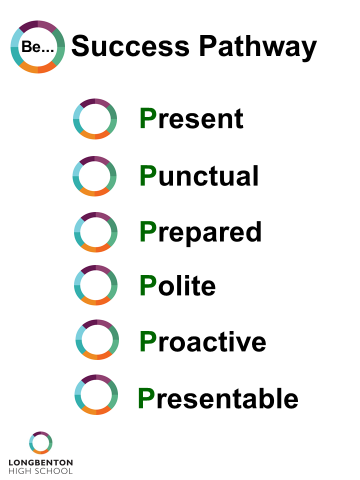 Be... Success Pathway
Present
Punctual
Prepared
Polite
Proactive
Presentable
LONGBENTON
HIGH SCHOOL